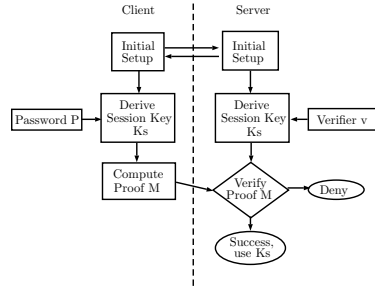 Client
Server
Initial
Setup
Initial
Setup
Password P
Derive
Session Key
Ks
Derive
Session Key
Ks
Verifier v
Compute
Proof M
Verify
Proof M
Deny
Success,
use Ks